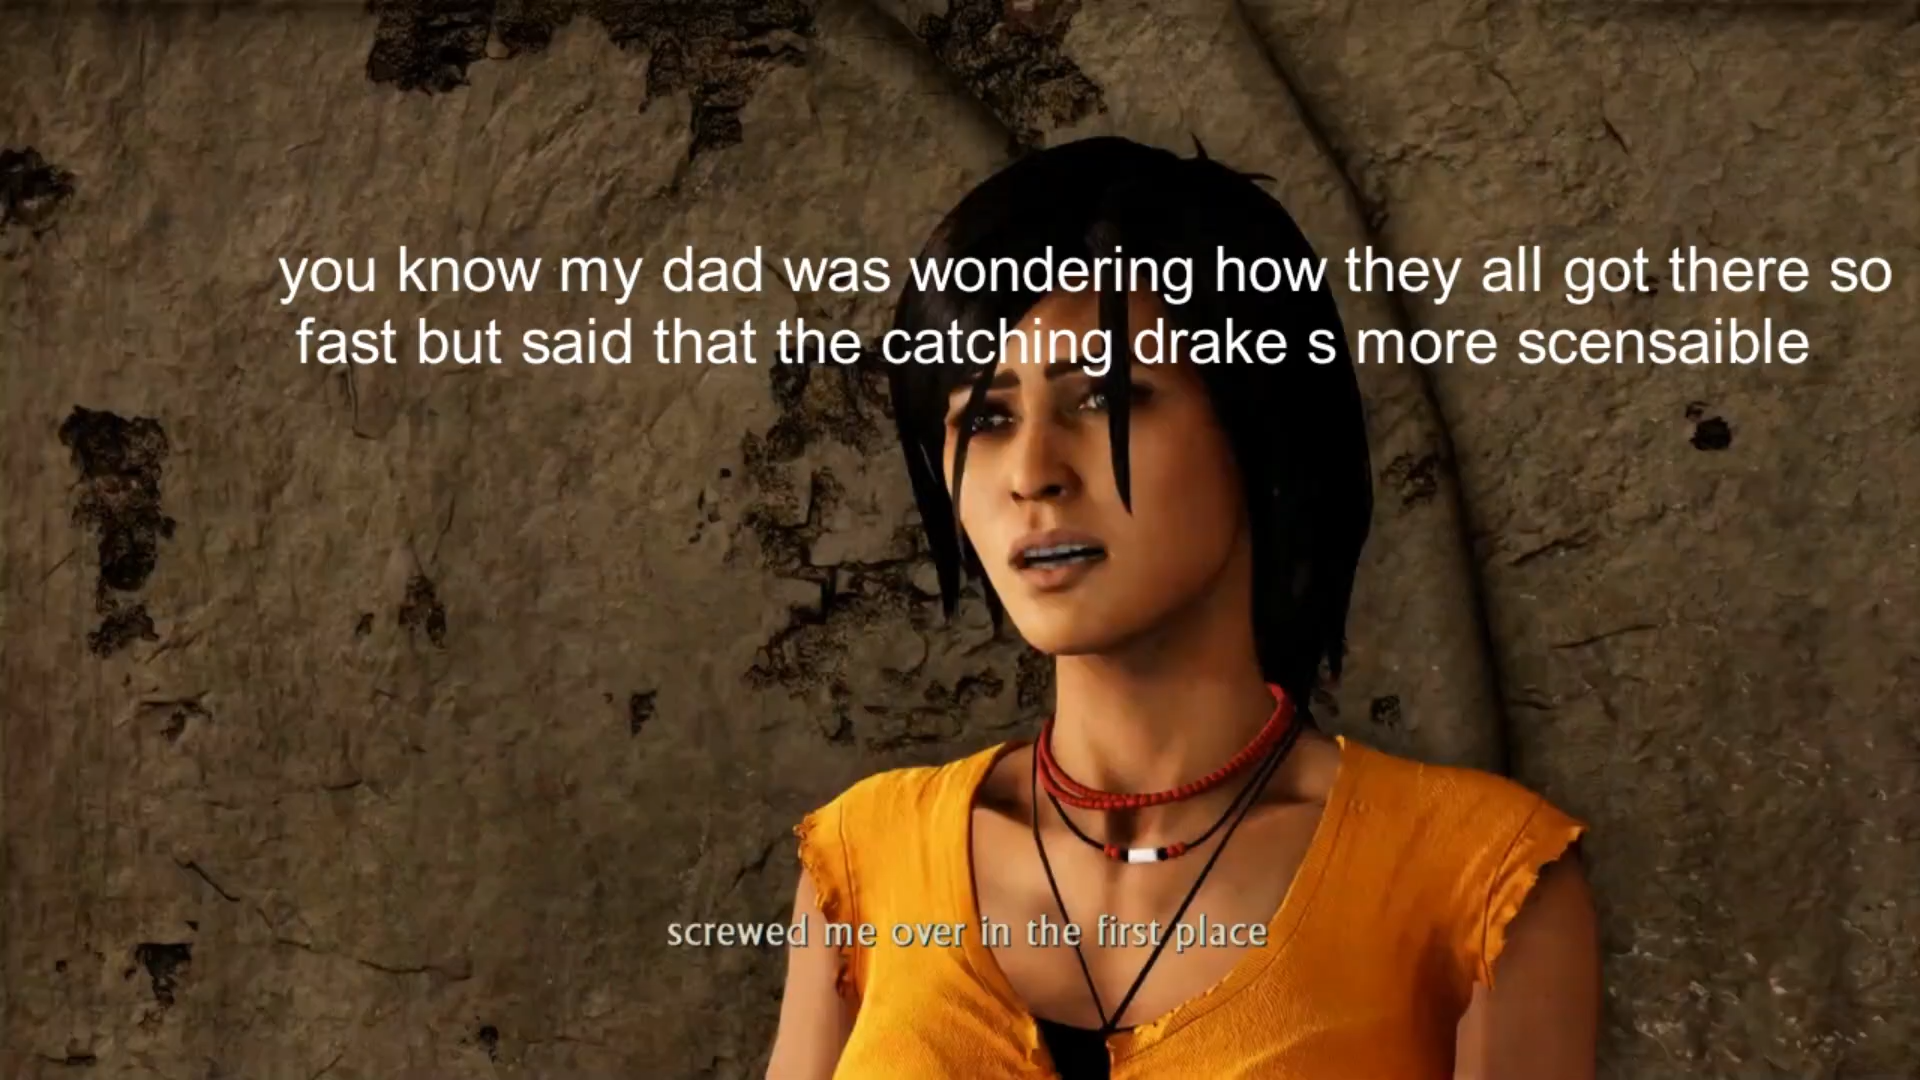 you know my dad was wondering how they all got there so
fast but said that the catching drake s more scensaible
screwed me over in the first place